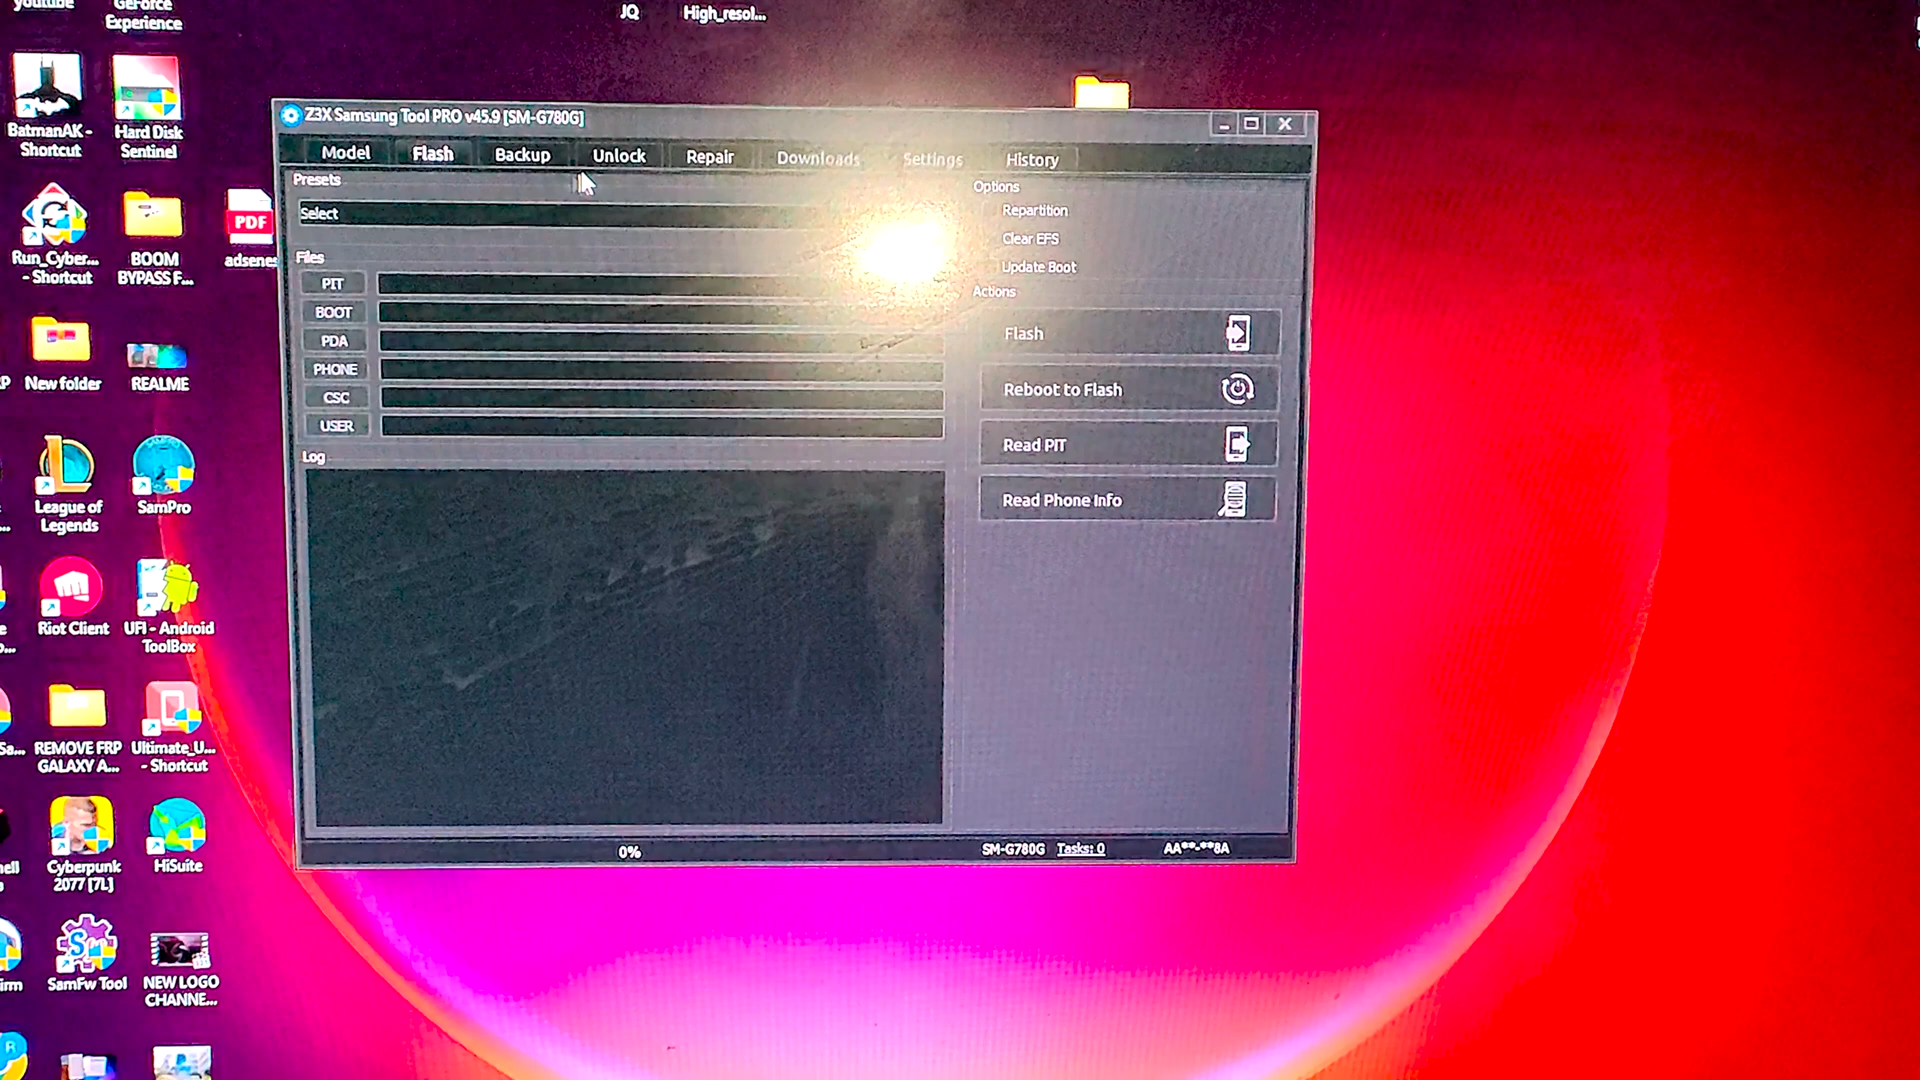 youtube
GeForce
Experience
JQ
High_resol...
BatmanAK -
Shortcut
Hard Disk
Sentinel
Run_Cyber...
- Shortcut
BOOM
BYPASS F...
PDF
New folder
REALME
League of
Legends
SamPro
Riot Client
UFI - Android
ToolBox
REMOVE FRP
GALAXY A...
Ultimate_U...
- Shortcut
Cyberpunk
2077 [7L]
HiSuite
SamFw Tool
NEW LOGO
CHANNE...
Z3X Samsung Tool PRO v45.9 [SM-G780G]
Model Flash Backup Unlock Repair Downloads Settings History
Presets
Select
Files
PIT
BOOT
PDA
PHONE
CSC
USER
Log
Options
Repartition
Clear EFS
Update Boot
Actions
Flash
Reboot to Flash
Read PIT
Read Phone Info
0%
SM-G780G Tasks: 0 AA**-**8A